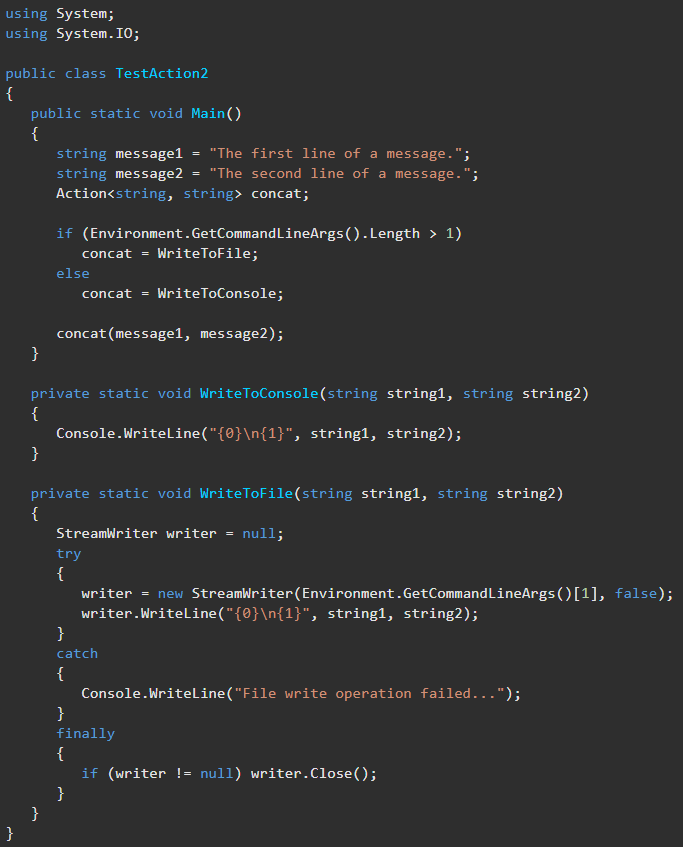 using System;
using System.IO;

public class TestAction2
{
   public static void Main()
   {
      string message1 = "The first line of a message.";
      string message2 = "The second line of a message.";
      Action<string, string> concat;

      if (Environment.GetCommandLineArgs().Length > 1)
         concat = WriteToFile;
      else
         concat = WriteToConsole;

      concat(message1, message2);
   }

   private static void WriteToConsole(string string1, string string2)
   {
      Console.WriteLine("{0}\n{1}", string1, string2);
   }

   private static void WriteToFile(string string1, string string2)
   {
      StreamWriter writer = null;
      try
      {
         writer = new StreamWriter(Environment.GetCommandLineArgs()[1], false);
         writer.WriteLine("{0}\n{1}", string1, string2);
      }
      catch
      {
         Console.WriteLine("File write operation failed...");
      }
      finally
      {
         if (writer != null) writer.Close();
      }
   }
}